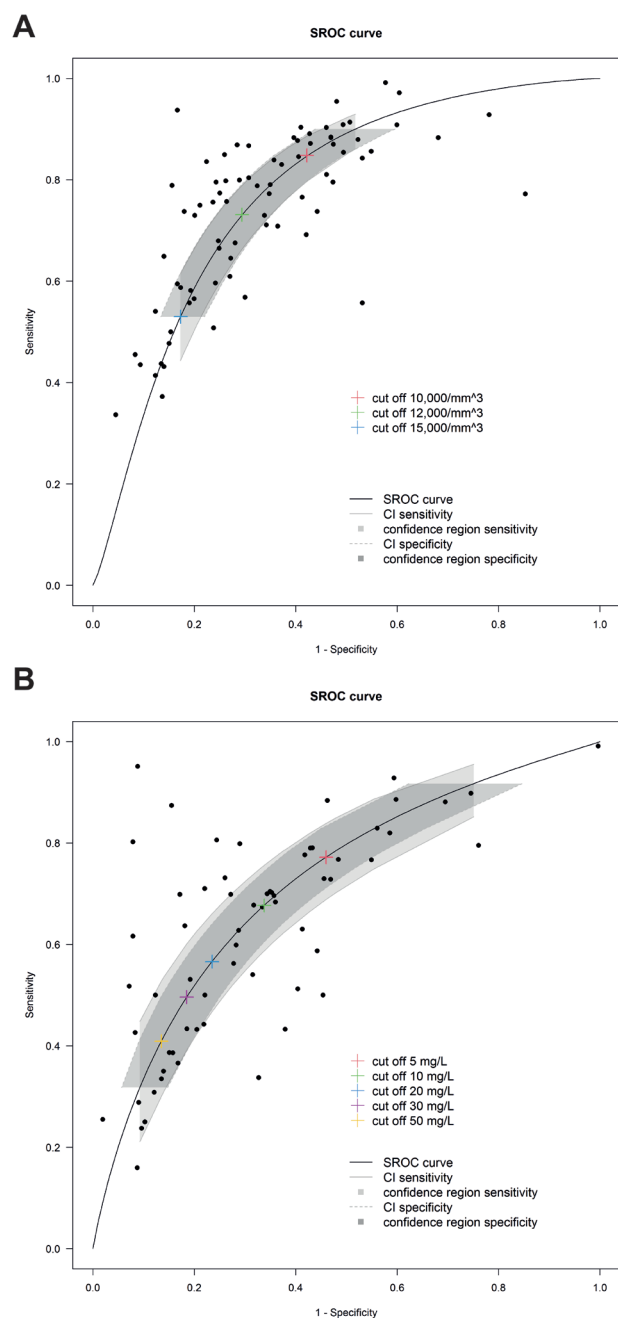 A
SROC curve
1.0
0.8
0.6
0.4
0.2
0.0
Sensitivity
cut off 10,000/mm^3
cut off 12,000/mm^3
cut off 15,000/mm^3
SROC curve
CI sensitivity
confidence region sensitivity
CI specificity
confidence region specificity
0.0 0.2 0.4 0.6 0.8 1.0
1 - Specificity
B
SROC curve
1.0
0.8
0.6
0.4
0.2
0.0
Sensitivity
cut off 5 mg/L
cut off 10 mg/L
cut off 20 mg/L
cut off 30 mg/L
cut off 50 mg/L
SROC curve
CI sensitivity
confidence region sensitivity
CI specificity
confidence region specificity
0.0 0.2 0.4 0.6 0.8 1.0
1 - Specificity